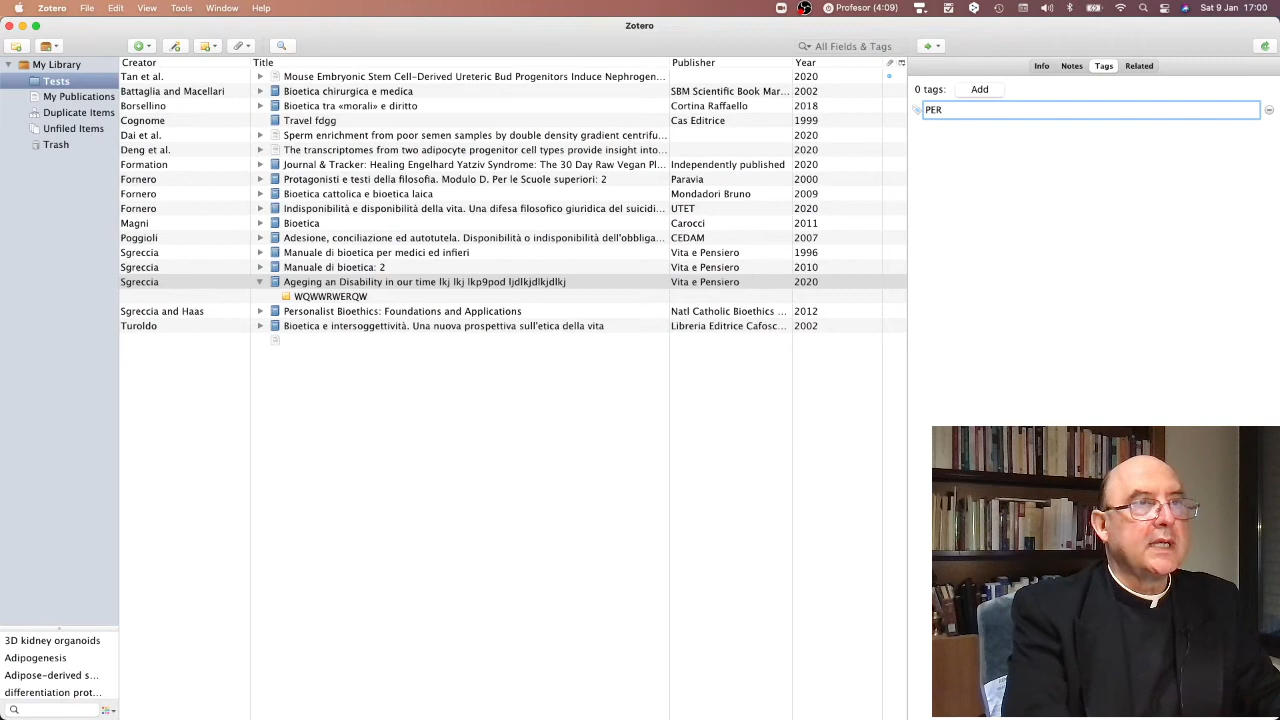 Zotero File Edit View Tools Window Help Profesor (4:09) Sat 9 Jan 17:00
Zotero
All Fields & Tags
My Library
Tests
My Publications
Duplicate Items
Unfiled Items
Trash
Creator Title Publisher Year
Tan et al. Mouse Embryonic Stem Cell-Derived Ureteric Bud Progenitors Induce Nephrogen... 2020
Battaglia and Macellari Bioetica chirurgica e medica SBM Scientific Book Mar... 2002
Borsellino Bioetica tra «morali» e diritto Cortina Raffaello 2018
Cognome Travel fdgg Cas Editrice 1999
Dai et al. Sperm enrichment from poor semen samples by double density gradient centrifu... 2020
Deng et al. The transcriptomes from two adipocyte progenitor cell types provide insight into... 2020
Formation Journal & Tracker: Healing Engelhard Yatziv Syndrome: The 30 Day Raw Vegan Pl... Independently published 2020
Fornero Protagonisti e testi della filosofia. Modulo D. Per le Scuole superiori: 2 Paravia 2000
Fornero Bioetica cattolica e bioetica laica Mondadori Bruno 2009
Fornero Indisponibilità e disponibilità della vita. Una difesa filosofico giuridica del suicidi... UTET 2020
Magni Bioetica Carocci 2011
Poggioli Adesione, conciliazione ed autotutela. Disponibilità o indisponibilità dell'obbliga... CEDAM 2007
Sgreccia Manuale di bioetica per medici ed infieri Vita e Pensiero 1996
Sgreccia Manuale di bioetica: 2 Vita e Pensiero 2010
Sgreccia Ageging an Disability in our time lkj lkj lkp9pod ljdlkjdlkjdlkj Vita e Pensiero 2020
WQWWRWERQW
Sgreccia and Haas Personalist Bioethics: Foundations and Applications Natl Catholic Bioethics ... 2012
Turoldo Bioetica e intersoggettività. Una nuova prospettiva sull'etica della vita Libreria Editrice Cafosc... 2002
Info Notes Tags Related
0 tags: Add
PER
3D kidney organoids
Adipogenesis
Adipose-derived s...
differentiation prot...